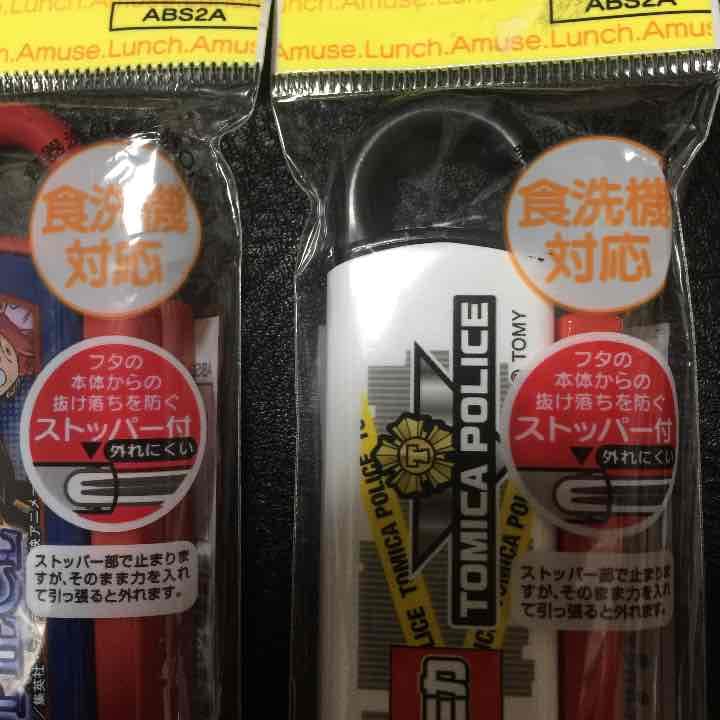 ABS2A
ABS2A
Amuse.Lunch.Amuse.Lunch.Amus
食洗機
対応
フタの
本体からの
抜け落ちを防ぐ
ストッパー付
外れにくい
ストッパー部で止まりま
すが、そのまま力を入れ
て引っ張ると外れます。
集英社
食洗機
対応
フタの
本体からの
抜け落ちを防ぐ
ストッパー付
外れにくい
ストッパー部で止まりま
すが、そのまま力を入れ
て引っ張ると外れます。
TOMY
TOMICA POLICE
T
TOMICA POLICE
TOMICA POL
LICE